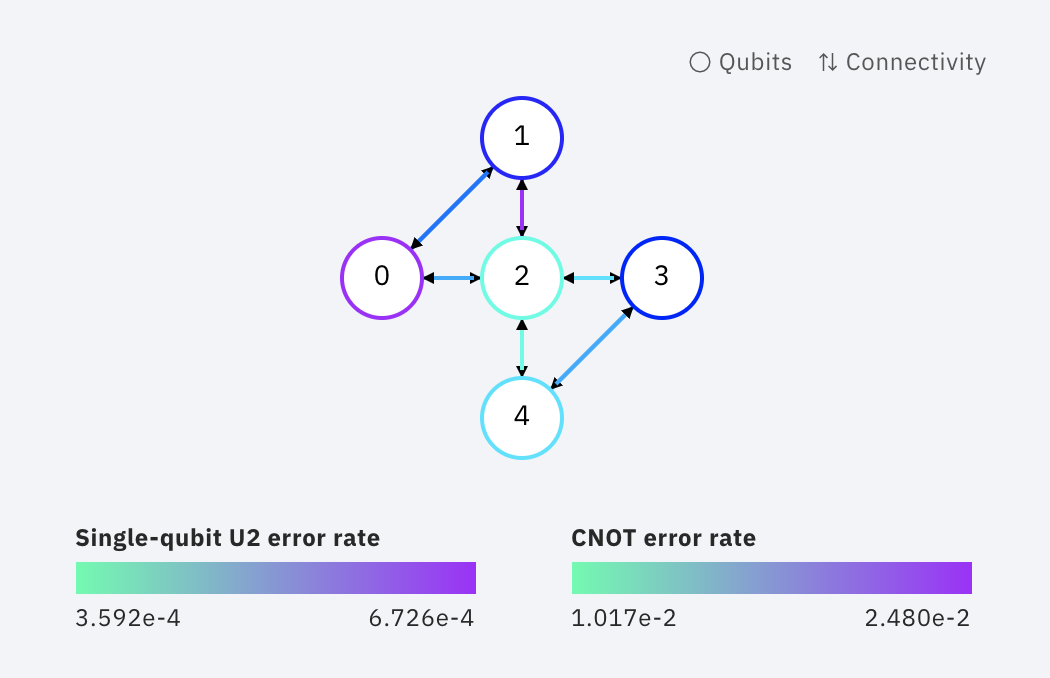 Qubits Connectivity
1
0 2 3
4
Single-qubit U2 error rate CNOT error rate
3.592e-4 6.726e-4 1.017e-2 2.480e-2